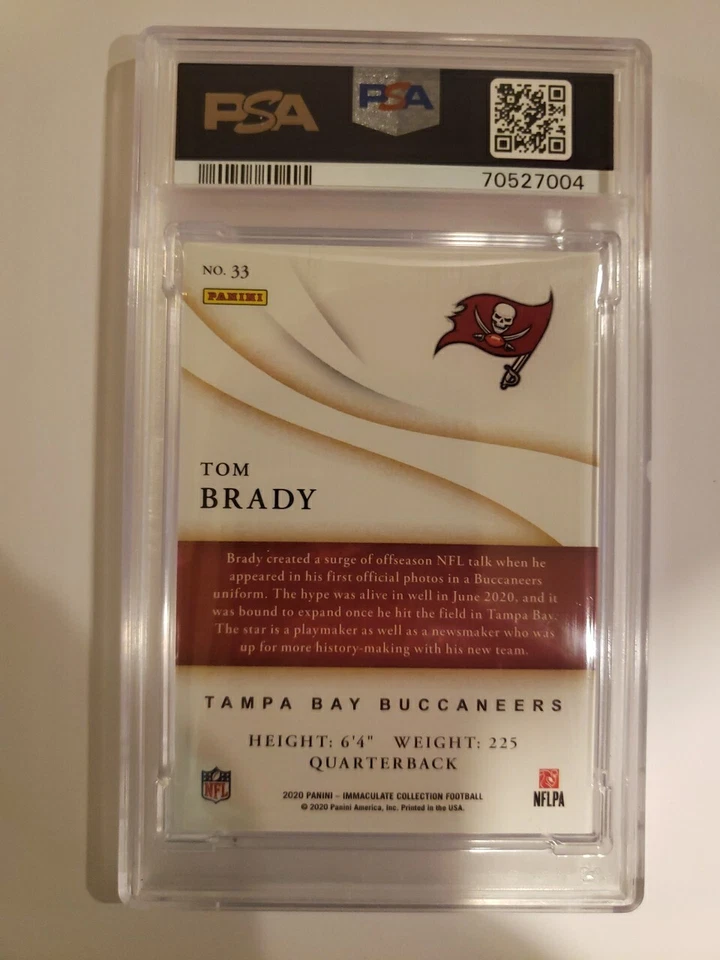 PSA
PSA
70527004
NO. 33
PANINI
TOM
BRADY
Brady created a surge of offseason NFL talk when he
appeared in his first official photos in a Buccaneers
uniform. The hype was alive in well in June 2020, and it
was bound to expand once he hit the field in Tampa Bay.
The star is a playmaker as well as a newsmaker who was
up for more history-making with his new team.
TAMPA BAY BUCCANEERS
HEIGHT: 6'4" WEIGHT: 225
QUARTERBACK
NFL
2020 PANINI – IMMACULATE COLLECTION FOOTBALL
© 2020 Panini America, Inc. Printed in the USA.
NFLPA